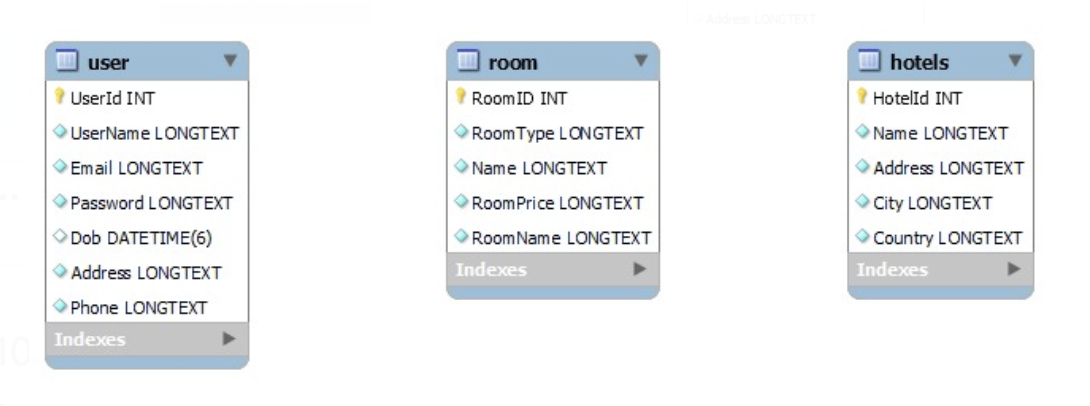 user
UserId INT
UserName LONGTEXT
Email LONGTEXT
Password LONGTEXT
Dob DATETIME(6)
Address LONGTEXT
Phone LONGTEXT
Indexes
room
RoomID INT
RoomType LONGTEXT
Name LONGTEXT
RoomPrice LONGTEXT
RoomName LONGTEXT
Indexes
- Address LONGTEXT
hotels
HotelId INT
Name LONGTEXT
Address LONGTEXT
City LONGTEXT
Country LONGTEXT
Indexes